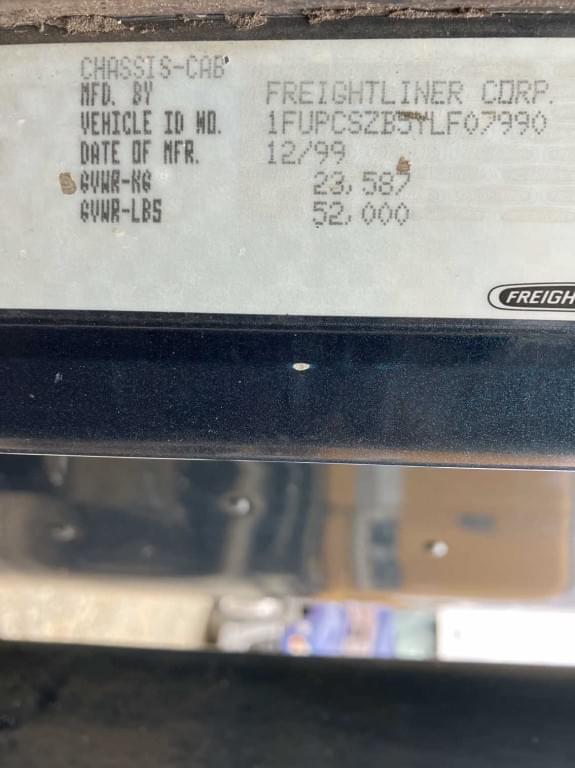 CHASSIS-CAB
MFD. BY FREIGHTLINER CORP.
VEHICLE ID NO. 1FUPCSZB5YLF07990
DATE OF MFR. 12/99
GVWR-KG 23,587
GVWR-LBS 52,000
FREIGH